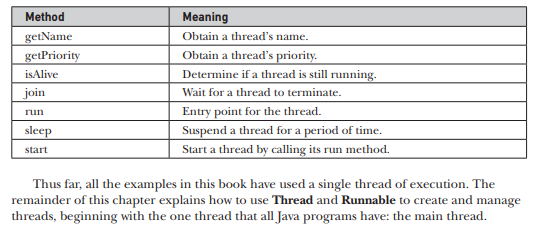 Method Meaning
getName Obtain a thread's name.
getPriority Obtain a thread's priority.
isAlive Determine if a thread is still running.
join Wait for a thread to terminate.
run Entry point for the thread.
sleep Suspend a thread for a period of time.
start Start a thread by calling its run method.
Thus far, all the examples in this book have used a single thread of execution. The
remainder of this chapter explains how to use Thread and Runnable to create and manage
threads, beginning with the one thread that all Java programs have: the main thread.